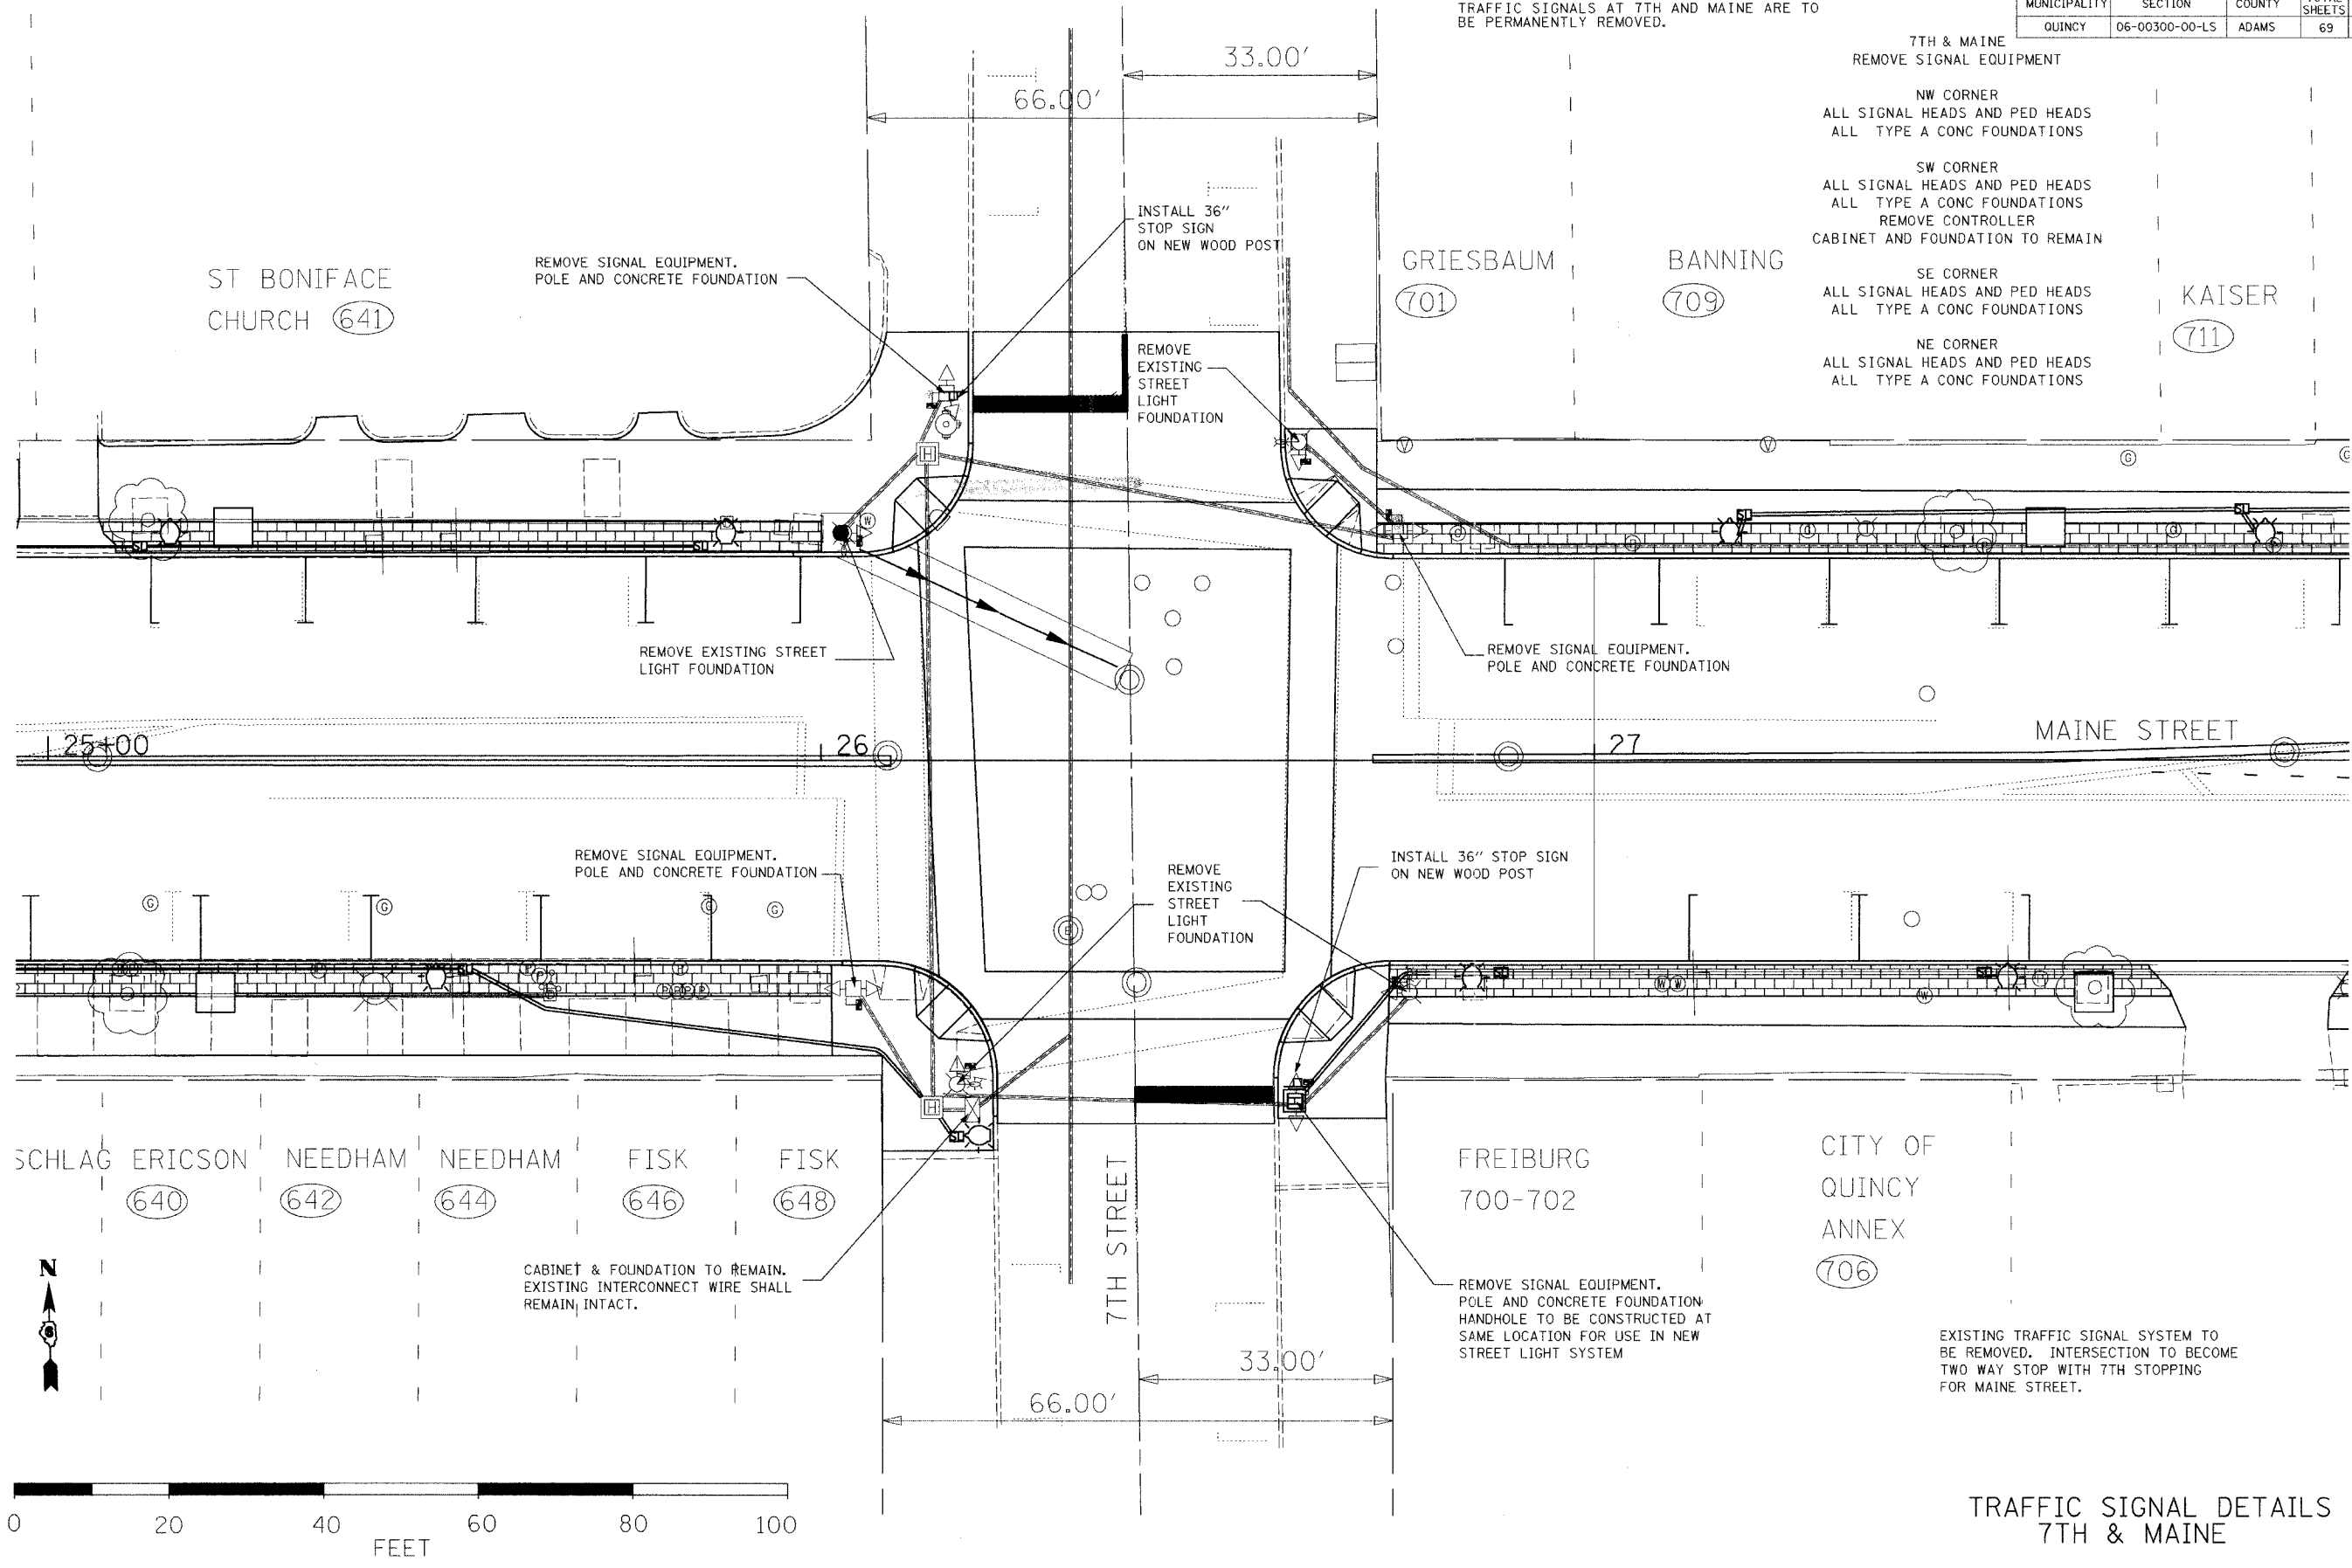 TRAFFIC SIGNALS AT 7TH AND MAINE ARE TO
BE PERMANENTLY REMOVED.
MUNICIPALITY SECTION COUNTY SHEETS
QUINCY 06-00300-00-LS ADAMS 69
7TH & MAINE
REMOVE SIGNAL EQUIPMENT
NW CORNER
ALL SIGNAL HEADS AND PED HEADS
ALL TYPE A CONC FOUNDATIONS
SW CORNER
ALL SIGNAL HEADS AND PED HEADS
ALL TYPE A CONC FOUNDATIONS
REMOVE CONTROLLER
CABINET AND FOUNDATION TO REMAIN
SE CORNER
ALL SIGNAL HEADS AND PED HEADS
ALL TYPE A CONC FOUNDATIONS
NE CORNER
ALL SIGNAL HEADS AND PED HEADS
ALL TYPE A CONC FOUNDATIONS
33.00'
66.00'
INSTALL 36"
STOP SIGN
ON NEW WOOD POST
REMOVE SIGNAL EQUIPMENT.
POLE AND CONCRETE FOUNDATION
ST BONIFACE
CHURCH 641
GRIESBAUM
701
BANNING
709
KAISER
711
REMOVE
EXISTING
STREET
LIGHT
FOUNDATION
H
V
V
G
G
W
REMOVE EXISTING STREET
LIGHT FOUNDATION
REMOVE SIGNAL EQUIPMENT.
POLE AND CONCRETE FOUNDATION
25+00
26
27
MAINE STREET
REMOVE SIGNAL EQUIPMENT.
POLE AND CONCRETE FOUNDATION
REMOVE
EXISTING
STREET
LIGHT
FOUNDATION
INSTALL 36" STOP SIGN
ON NEW WOOD POST
G
G
G
G
E
W W
W
H
SCHLAG
ERICSON
640
NEEDHAM
642
NEEDHAM
644
FISK
646
FISK
648
7TH STREET
FREIBURG
700-702
CITY OF
QUINCY
ANNEX
706
N
CABINET & FOUNDATION TO REMAIN.
EXISTING INTERCONNECT WIRE SHALL
REMAIN INTACT.
REMOVE SIGNAL EQUIPMENT.
POLE AND CONCRETE FOUNDATION
HANDHOLE TO BE CONSTRUCTED AT
SAME LOCATION FOR USE IN NEW
STREET LIGHT SYSTEM
EXISTING TRAFFIC SIGNAL SYSTEM TO
BE REMOVED. INTERSECTION TO BECOME
TWO WAY STOP WITH 7TH STOPPING
FOR MAINE STREET.
33.00'
66.00'
0 20 40 60 80 100
FEET
TRAFFIC SIGNAL DETAILS
7TH & MAINE